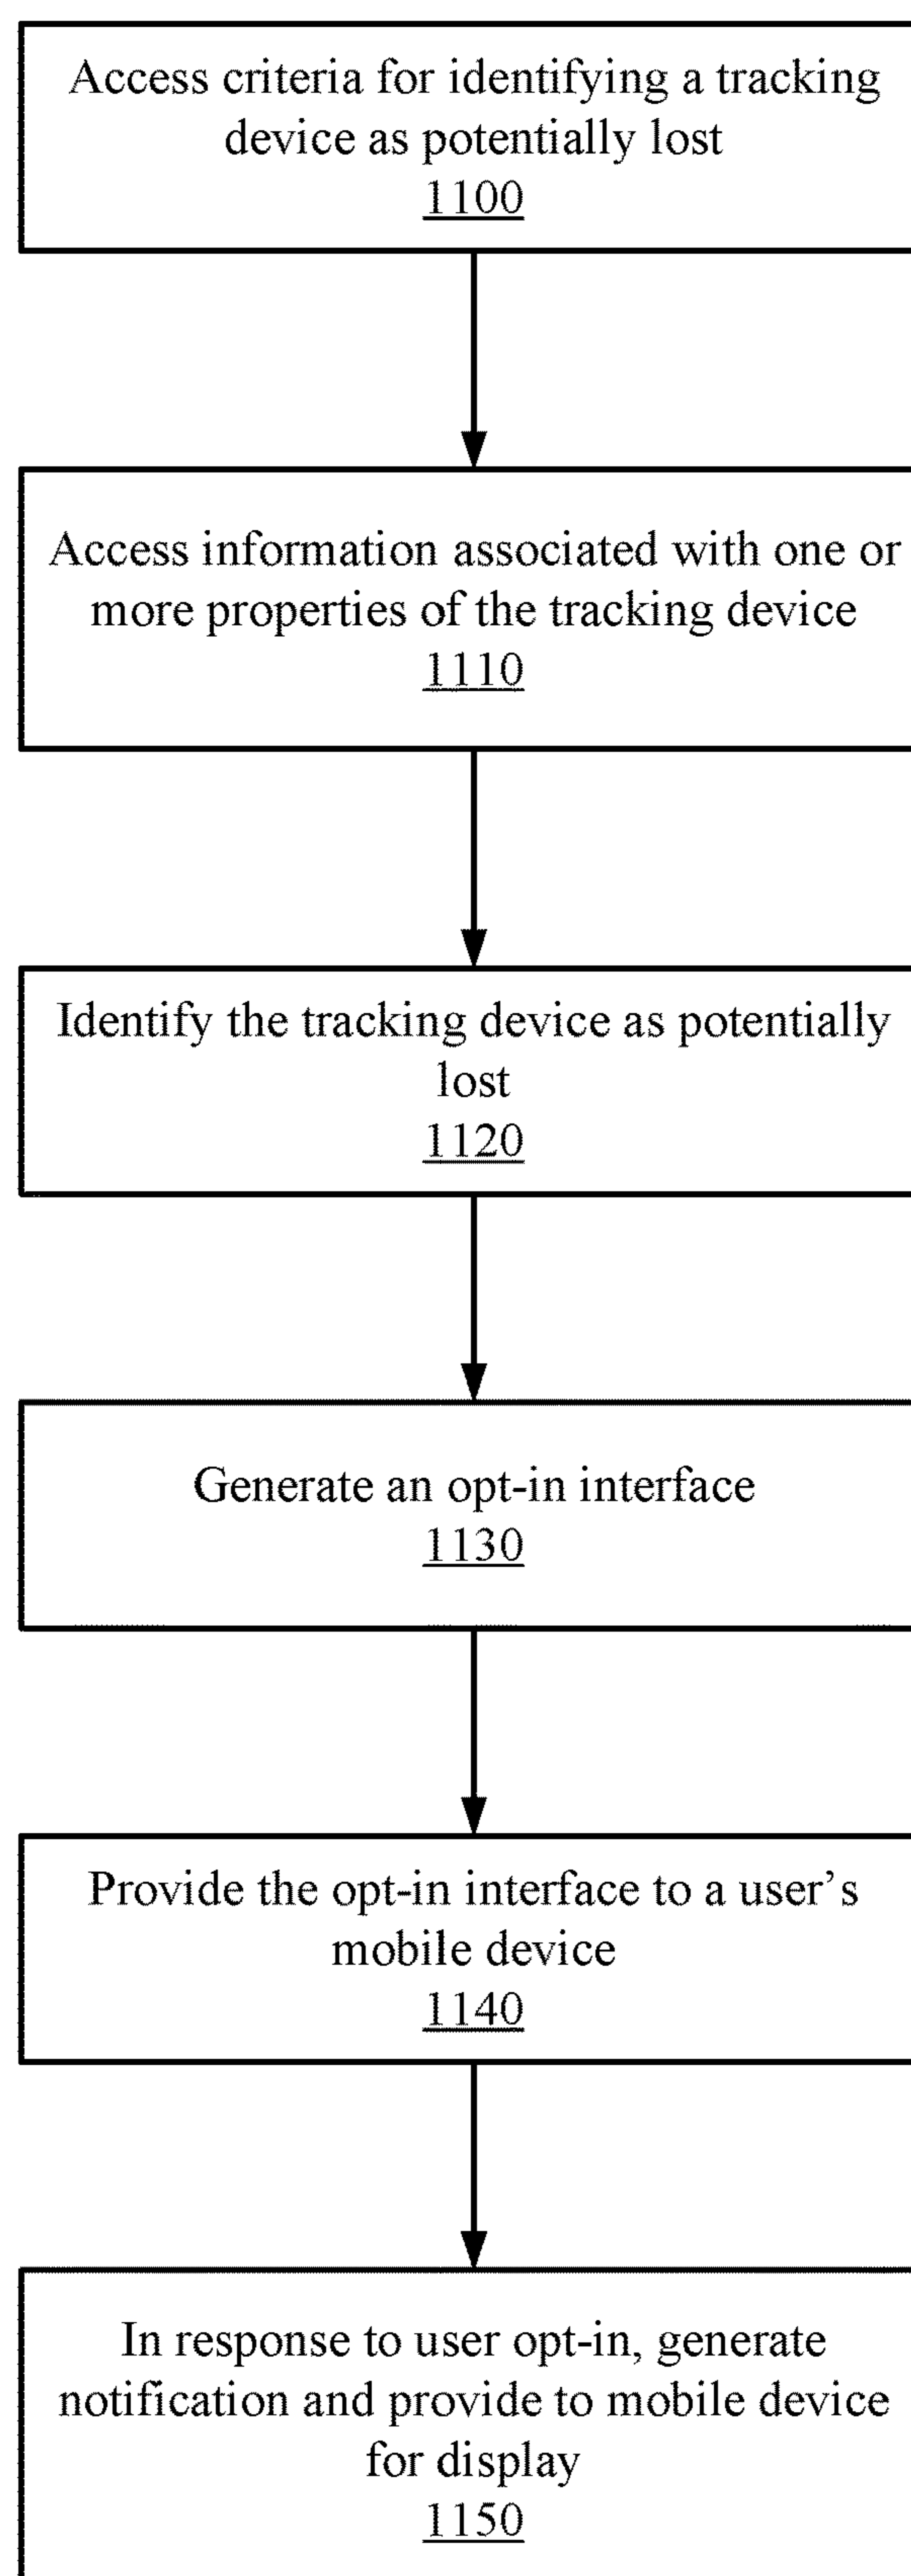 Access criteria for identifying a tracking
device as potentially lost
1100
Access information associated with one or
more properties of the tracking device
1110
Identify the tracking device as potentially
lost
1120
Generate an opt-in interface
1130
Provide the opt-in interface to a user’s
mobile device
1140
In response to user opt-in, generate
notification and provide to mobile device
for display
1150